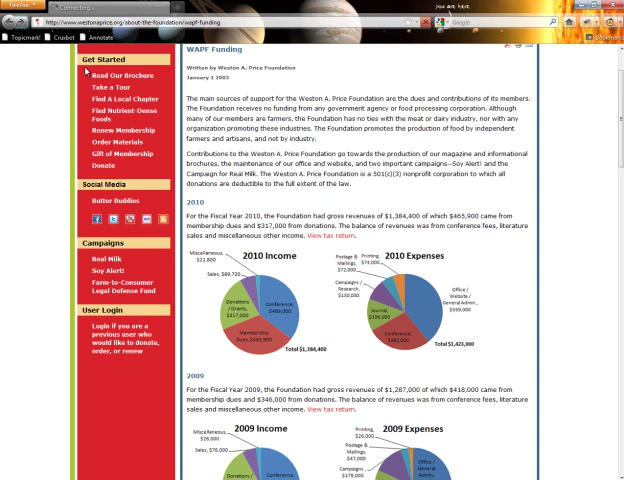 Firefox
Connecting...
you are here
http://www.westonaprice.org/about-the-foundation/wapf-funding
Google
Topicmark! Crusbot Annotate
Bookmarks
Get Started
Read Our Brochure
Take a Tour
Find A Local Chapter
Find Nutrient-Dense
Foods
Renew Membership
Order Materials
Gift of Membership
Donate
Social Media
Butter Buddies
Campaigns
Real Milk
Soy Alert!
Farm-to-Consumer
Legal Defense Fund
User Login
Login if you are a
previous user who
would like to donate,
order, or renew
WAPF Funding
Written by Weston A. Price Foundation
January 1 2003
The main sources of support for the Weston A. Price Foundation are the dues and contributions of its members.
The Foundation receives no funding from any government agency or food processing corporation. Although
many of our members are farmers, the Foundation has no ties with the meat or dairy industry, nor with any
organization promoting these industries. The Foundation promotes the production of food by independent
farmers and artisans, and not by industry.
Contributions to the Weston A. Price Foundation go towards the production of our magazine and informational
brochures, the maintenance of our office and website, and two important campaigns--Soy Alert! and the
Campaign for Real Milk. The Weston A. Price Foundation is a 501(c)(3) nonprofit corporation to which all
donations are deductible to the full extent of the law.
2010
For the Fiscal Year 2010, the Foundation had gross revenues of $1,384,400 of which $465,900 came from
membership dues and $317,000 from donations. The balance of revenues was from conference fees, literature
sales and miscellaneous other income. View tax return.
2010 Income
Miscellaneous,
$22,800
Sales, $89,700
Donations
/ Grants,
$317,000
Conference,
$489,000
Membership
Dues, $465,900
Total $1,384,400
2010 Expenses
Postage &
Mailings,
$72,000
Printing,
$74,000
Campaigns /
Research,
$130,000
Journal,
Conference,
Office /
Website /
General Admin.,
$559,000
Total $1,423,000
2009
For the Fiscal Year 2009, the Foundation had gross revenues of $1,287,000 of which $418,000 came from
membership dues and $346,000 from donations. The balance of revenues was from conference fees, literature
sales and miscellaneous other income. View tax return.
2009 Income
Miscellaneous,
$26,000
Sales, $76,000
Donations /
Conference,
2009 Expenses
Printing,
$26,000
Postage &
Mailings,
$47,000
Campaigns /
$179,000
Office /
General
Admin.,